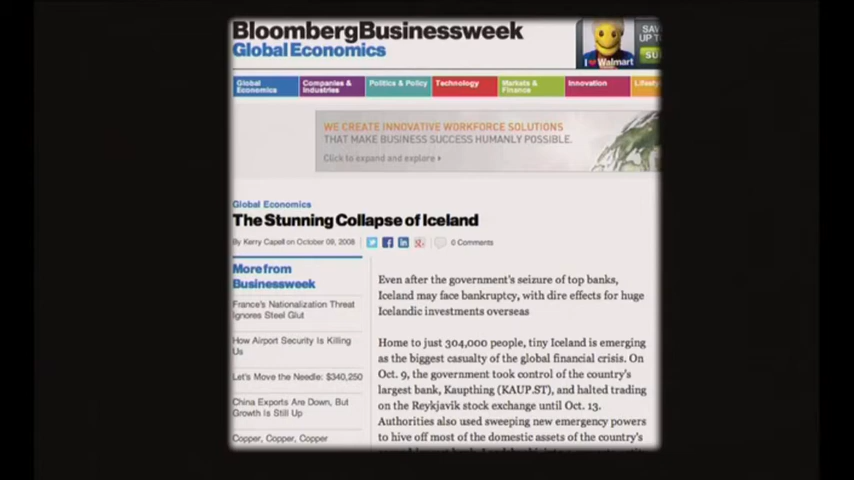 BloombergBusinessweek
Global Economics
SAV
UP T
SU
I ♥ Walmart
Global Economics
Companies & Industries
Politics & Policy
Technology
Markets & Finance
Innovation
Lifesty
WE CREATE INNOVATIVE WORKFORCE SOLUTIONS
THAT MAKE BUSINESS SUCCESS HUMANLY POSSIBLE.
Click to expand and explore
Global Economics
The Stunning Collapse of Iceland
By Kerry Capell on October 09, 2008
0 Comments
More from
Businessweek
France's Nationalization Threat
Ignores Steel Glut
How Airport Security Is Killing
Us
Let's Move the Needle: $340,250
China Exports Are Down, But
Growth Is Still Up
Copper, Copper, Copper
Even after the government's seizure of top banks,
Iceland may face bankruptcy, with dire effects for huge
Icelandic investments overseas
Home to just 304,000 people, tiny Iceland is emerging
as the biggest casualty of the global financial crisis. On
Oct. 9, the government took control of the country's
largest bank, Kaupthing (KAUP.ST), and halted trading
on the Reykjavik stock exchange until Oct. 13.
Authorities also used sweeping new emergency powers
to hive off most of the domestic assets of the country's